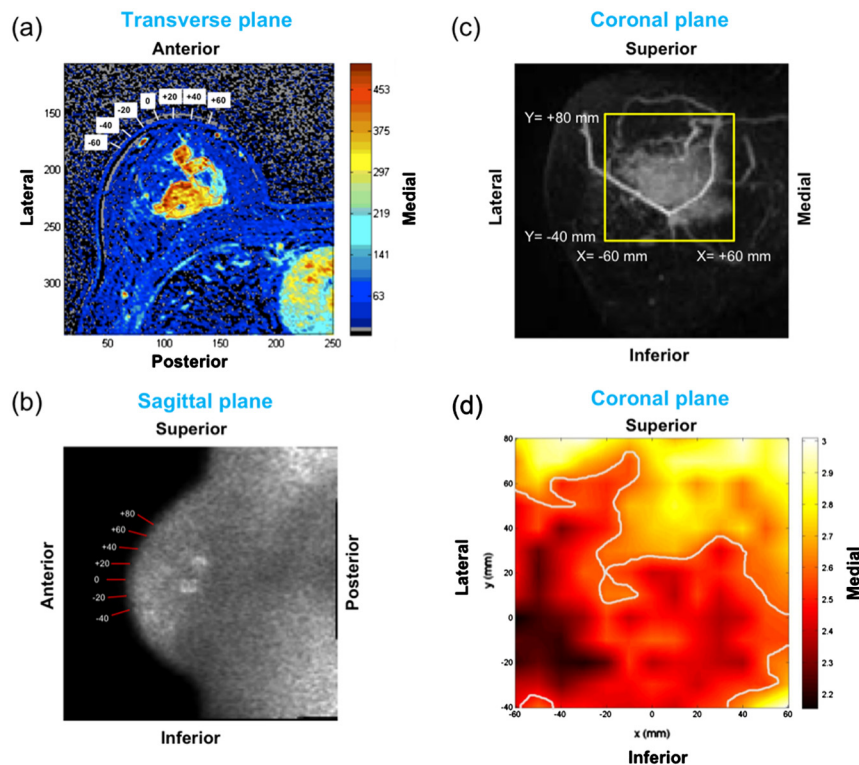 (a)
Transverse plane
Anterior
-60
-40
-20
0
+20
+40
+60
150
200
250
300
50
100
150
200
250
Lateral
Medial
Posterior
453
375
297
219
141
63
(c)
Coronal plane
Superior
Y= +80 mm
Y= -40 mm
X= -60 mm
X= +60 mm
Lateral
Medial
Inferior
(b)
Sagittal plane
Superior
+80
+60
+40
+20
0
-20
-40
Anterior
Posterior
Inferior
(d)
Coronal plane
Superior
80
60
40
20
0
-20
-40
y (mm)
-60
-40
-20
0
20
40
60
x (mm)
Lateral
Medial
Inferior
3
2.9
2.8
2.7
2.6
2.5
2.4
2.3
2.2